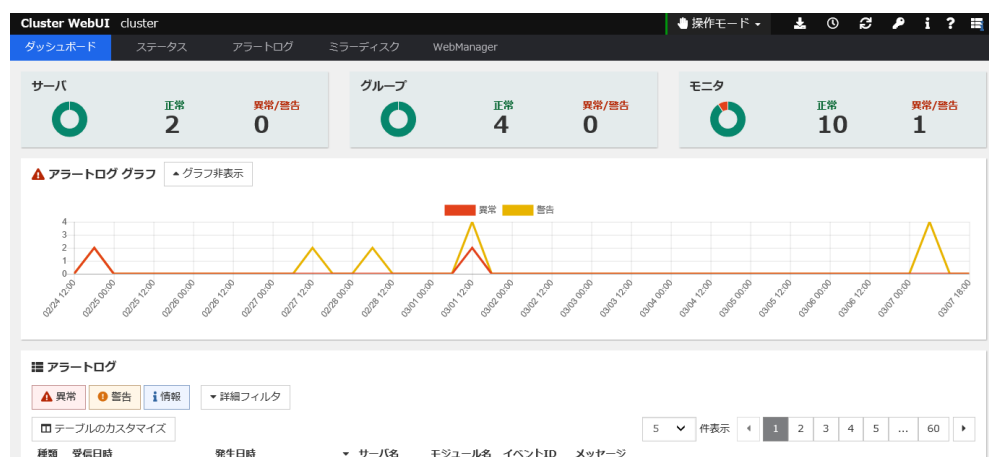 Cluster WebUI cluster 操作モード
ダッシュボード ステータス アラートログ ミラーディスク WebManager
サーバ グループ モニタ
正常 異常/警告 正常 異常/警告 正常 異常/警告
2 0 4 0 10 1
アラートログ グラフ グラフ非表示
異常 警告
4
3
2
1
0
02/24 12:00 02/25 00:00 02/25 12:00 02/26 00:00 02/26 12:00 02/27 00:00 02/27 12:00 02/28 00:00 02/28 12:00 03/01 00:00 03/01 12:00 03/02 00:00 03/02 12:00 03/03 00:00 03/03 12:00 03/04 00:00 03/04 12:00 03/05 00:00 03/05 12:00 03/06 00:00 03/06 12:00 03/07 00:00 03/07 18:00
アラートログ
異常 警告 情報 詳細フィルタ
テーブルのカスタマイズ 5 件表示 1 2 3 4 5 ... 60
種類 受信日時 発生日時 サーバ名 モジュール名 イベントID メッセージ